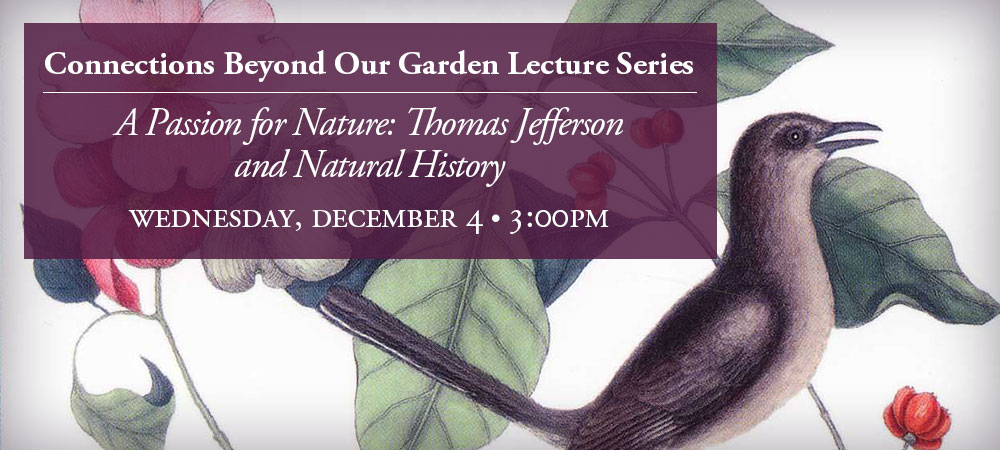 Connections Beyond Our Garden Lecture Series
A Passion for Nature: Thomas Jefferson
and Natural History
WEDNESDAY, DECEMBER 4 • 3:00PM